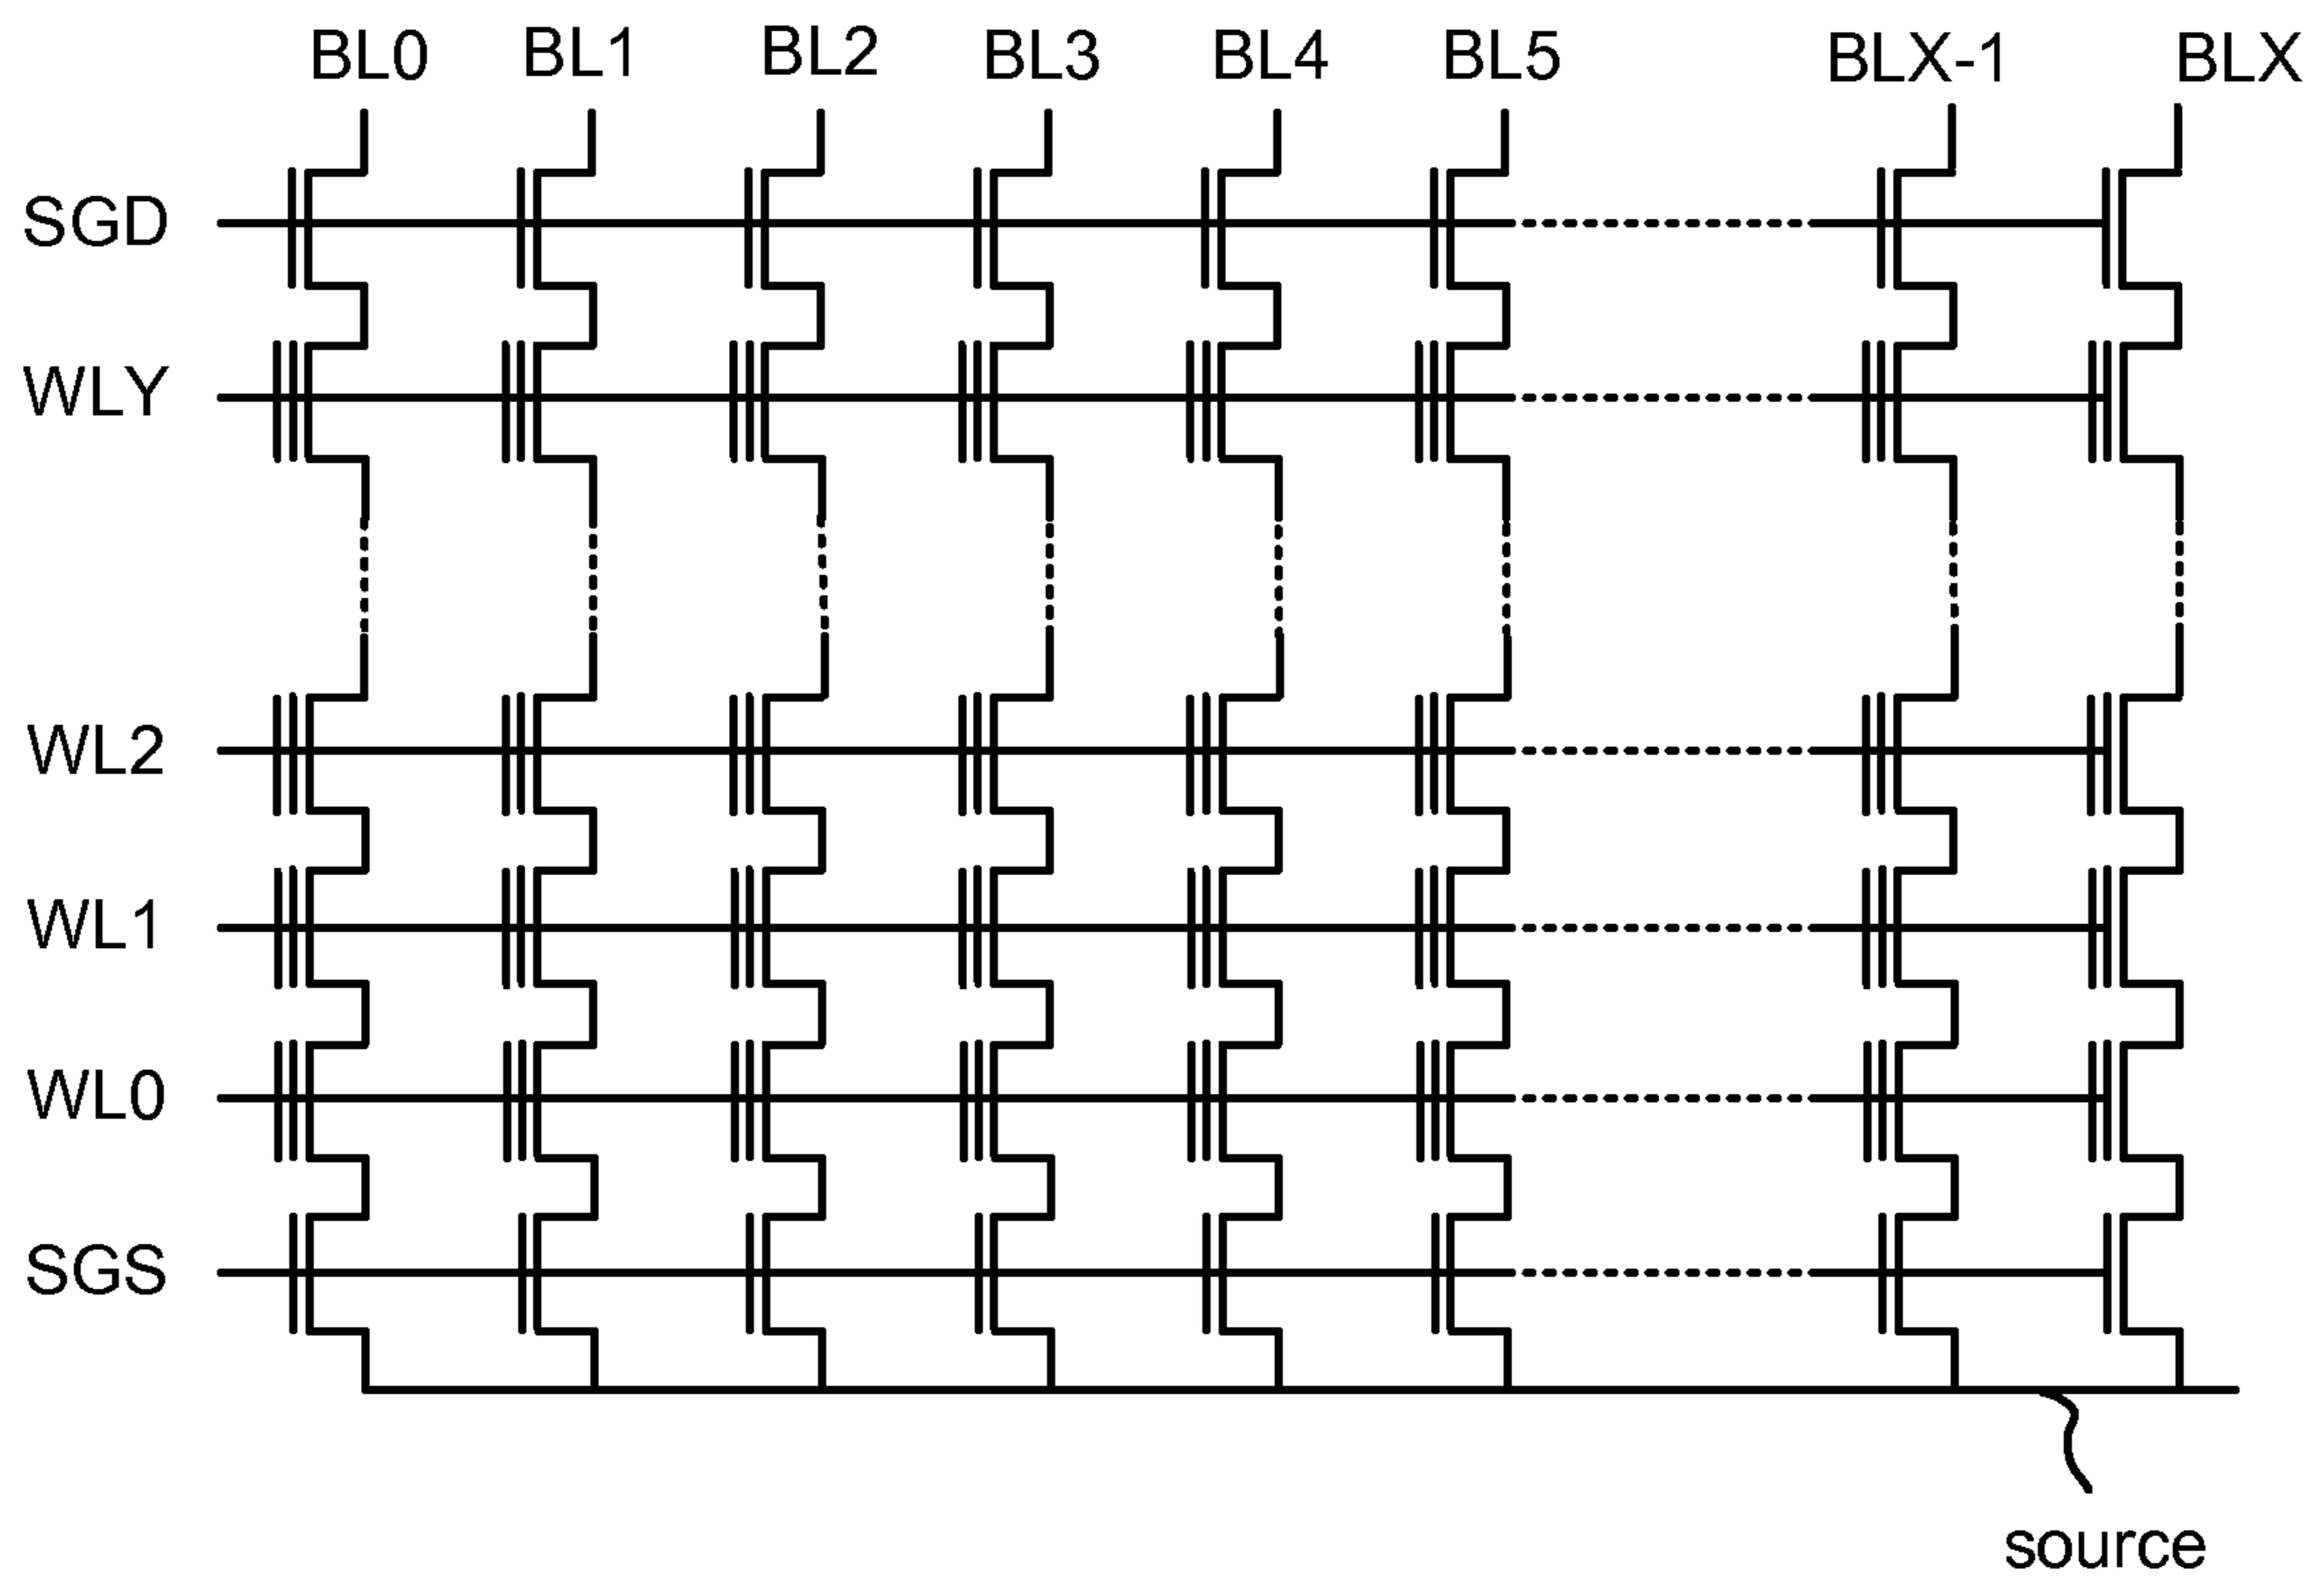 BL0 BL1 BL2 BL3 BL4 BL5 BLX-1 BLX
SGD
WLY
WL2
WL1
WL0
SGS
source